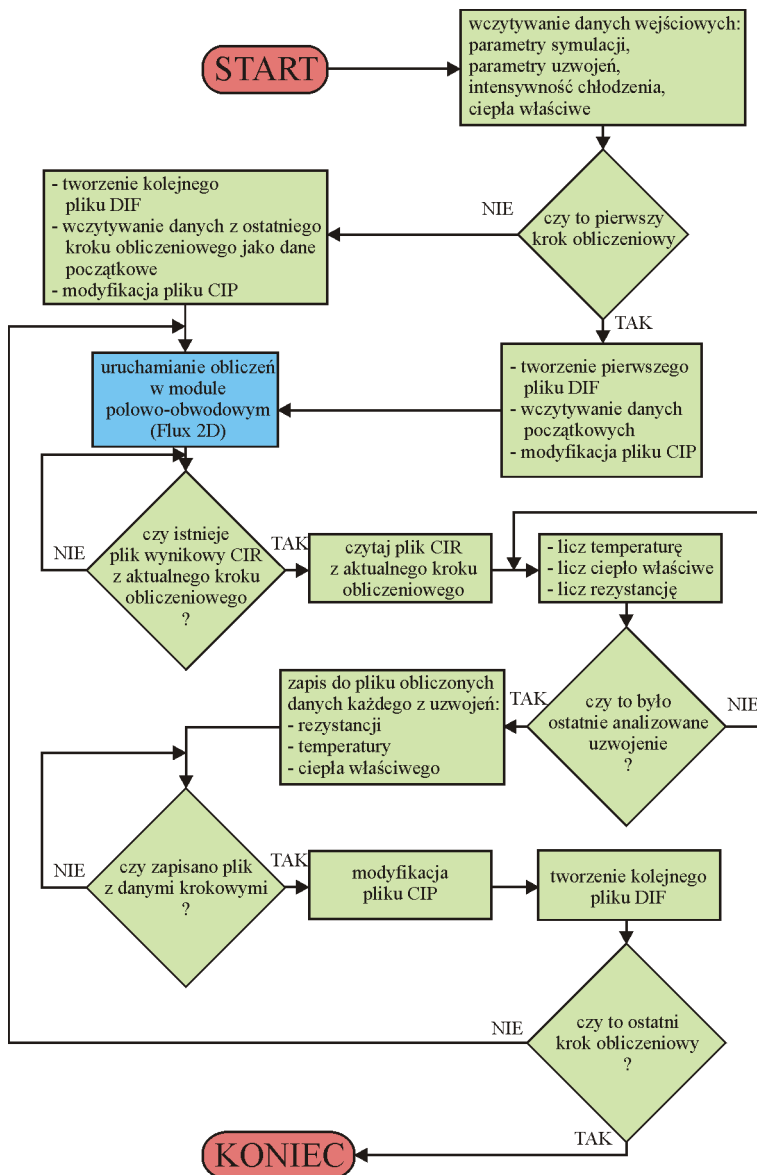 START
wczytywanie danych wejściowych:
parametry symulacji,
parametry uzwojeń,
intensywność chłodzenia,
ciepła właściwe
czy to pierwszy
krok obliczeniowy
NIE
TAK
- tworzenie kolejnego
pliku DIF
- wczytywanie danych z ostatniego
kroku obliczeniowego jako dane
początkowe
- modyfikacja pliku CIP
- tworzenie pierwszego
pliku DIF
- wczytywanie danych
początkowych
- modyfikacja pliku CIP
uruchamianie obliczeń
w module
polowo-obwodowym
(Flux 2D)
czy istnieje
plik wynikowy CIR
z aktualnego kroku
obliczeniowego
?
NIE
TAK
czytaj plik CIR
z aktualnego kroku
obliczeniowego
- licz temperaturę
- licz ciepło właściwe
- licz rezystancję
czy to było
ostatnie analizowane
uzwojenie
?
NIE
TAK
zapis do pliku obliczonych
danych każdego z uzwojeń:
- rezystancji
- temperatury
- ciepła właściwego
czy zapisano plik
z danymi krokowymi
?
NIE
TAK
modyfikacja
pliku CIP
tworzenie kolejnego
pliku DIF
czy to ostatni
krok obliczeniowy
?
NIE
TAK
KONIEC